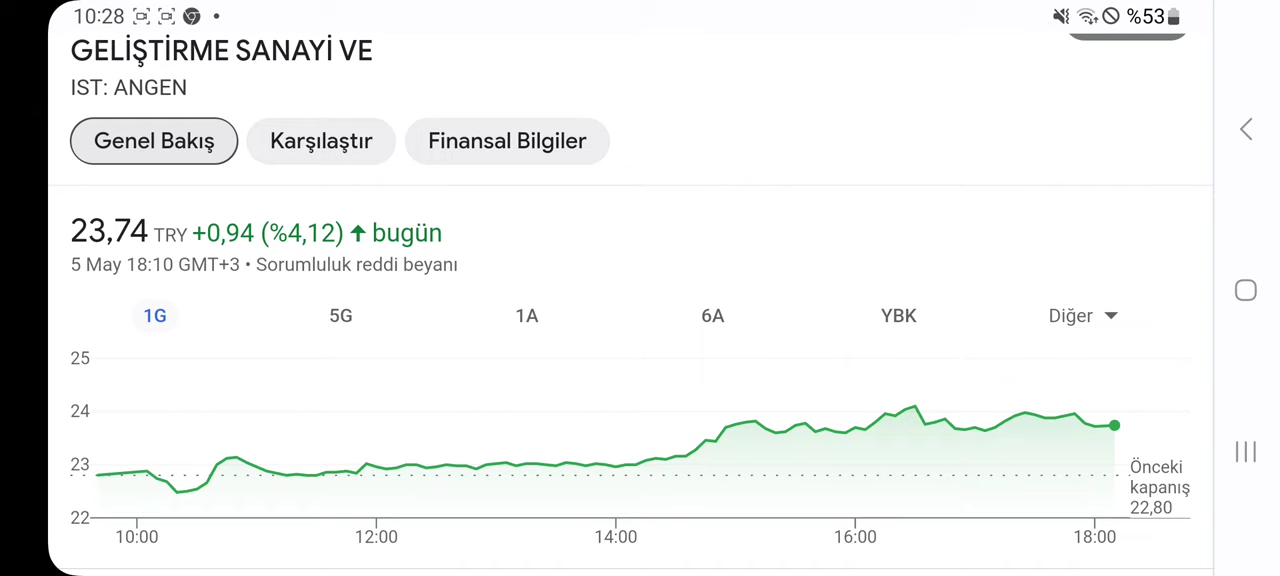 10:28 %53
GELİŞTİRME SANAYİ VE
IST: ANGEN
Genel Bakış Karşılaştır Finansal Bilgiler
23,74 TRY +0,94 (%4,12) ↑ bugün
5 May 18:10 GMT+3 • Sorumluluk reddi beyanı
1G 5G 1A 6A YBK Diğer
25
24
23
22
Önceki
kapanış
22,80
10:00 12:00 14:00 16:00 18:00